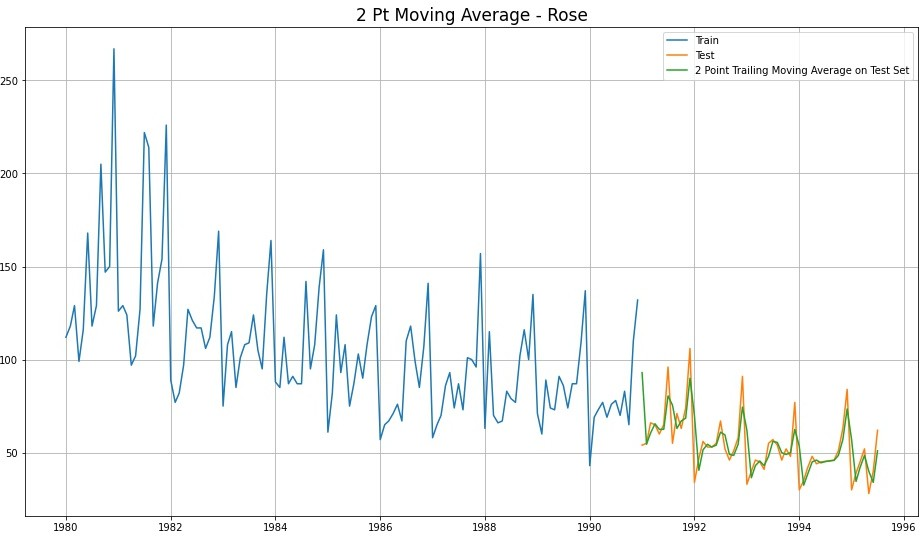 2 Pt Moving Average - Rose
Train
Test
2 Point Trailing Moving Average on Test Set
250
200
150
100
50
1980 1982 1984 1986 1988 1990 1992 1994 1996